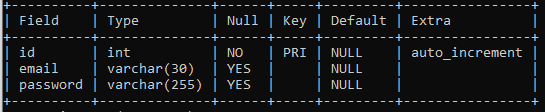 | Field | Type | Null | Key | Default | Extra |
| id | int | NO | PRI | NULL | auto_increment |
| email | varchar(30) | YES | | NULL | |
| password | varchar(255) | YES | | NULL | |